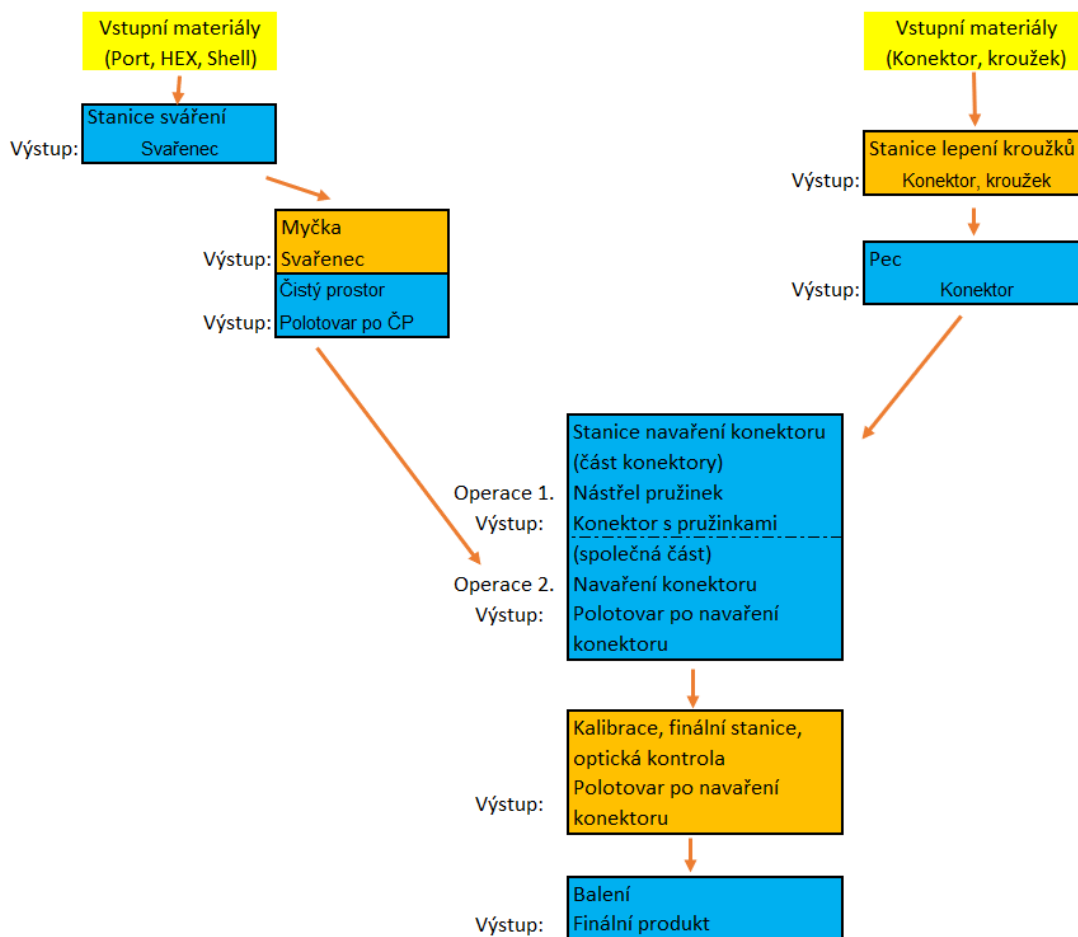 Vstupní materiály
(Port, HEX, Shell)
Stanice sváření
Výstup: Svařenec
Myčka
Výstup: Svařenec
Čistý prostor
Výstup: Polotovar po ČP
Vstupní materiály
(Konektor, kroužek)
Stanice lepení kroužků
Výstup: Konektor, kroužek
Pec
Výstup: Konektor
Stanice navaření konektoru
(část konektory)
Operace 1. Nástřel pružinek
Výstup: Konektor s pružinkami
(společná část)
Operace 2. Navaření konektoru
Výstup: Polotovar po navaření
konektoru
Kalibrace, finální stanice,
optická kontrola
Výstup: Polotovar po navaření
konektoru
Balení
Výstup: Finální produkt